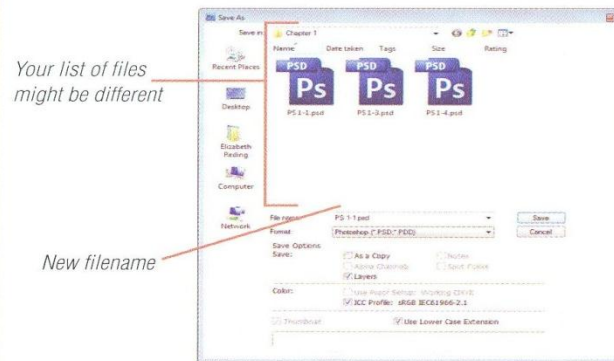 Save As
Save in:
Chapter 1
Name
Date taken
Tags
Size
Rating
Your list of files
might be different
Recent Places
Desktop
Elizabeth
Reding
Computer
Network
PSD
PSD
PSD
Ps
Ps
Ps
PS 1-1.psd
PS 1-3.psd
PS 1-4.psd
New filename
File name:
PS 1-1.psd
Save
Format:
Photoshop (*.PSD;*.PDD)
Cancel
Save Options
Save:
As a Copy
Notes
Alpha Channels
Spot Colors
Layers
Color:
Use Proof Setup: Working CMYK
ICC Profile: sRGB IEC61966-2.1
Thumbnail
Use Lower Case Extension